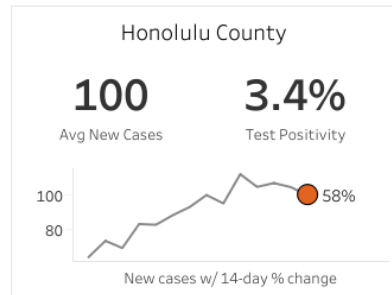 Honolulu County
100 3.4%
Avg New Cases Test Positivity
100
58%
80
New cases w/ 14-day % change